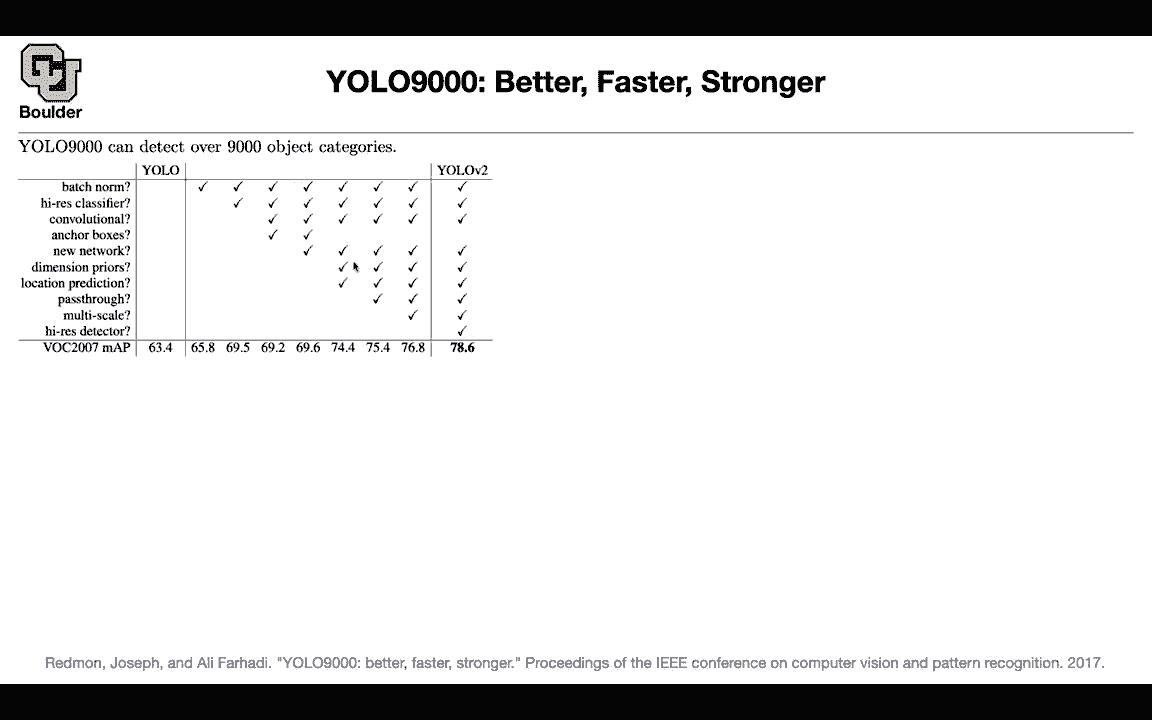 CU
Boulder
YOLO9000: Better, Faster, Stronger
YOLO9000 can detect over 9000 object categories.
YOLO YOLOv2
batch norm? ✓ ✓ ✓ ✓ ✓ ✓ ✓ ✓
hi-res classifier? ✓ ✓ ✓ ✓ ✓ ✓ ✓
convolutional? ✓ ✓ ✓ ✓ ✓ ✓
anchor boxes? ✓ ✓
new network? ✓ ✓ ✓ ✓ ✓
dimension priors? ✓ ✓ ✓ ✓
location prediction? ✓ ✓ ✓ ✓
passthrough? ✓ ✓ ✓
multi-scale? ✓ ✓
hi-res detector? ✓
VOC2007 mAP 63.4 65.8 69.5 69.2 69.6 74.4 75.4 76.8 78.6
Redmon, Joseph, and Ali Farhadi. "YOLO9000: better, faster, stronger." Proceedings of the IEEE conference on computer vision and pattern recognition. 2017.